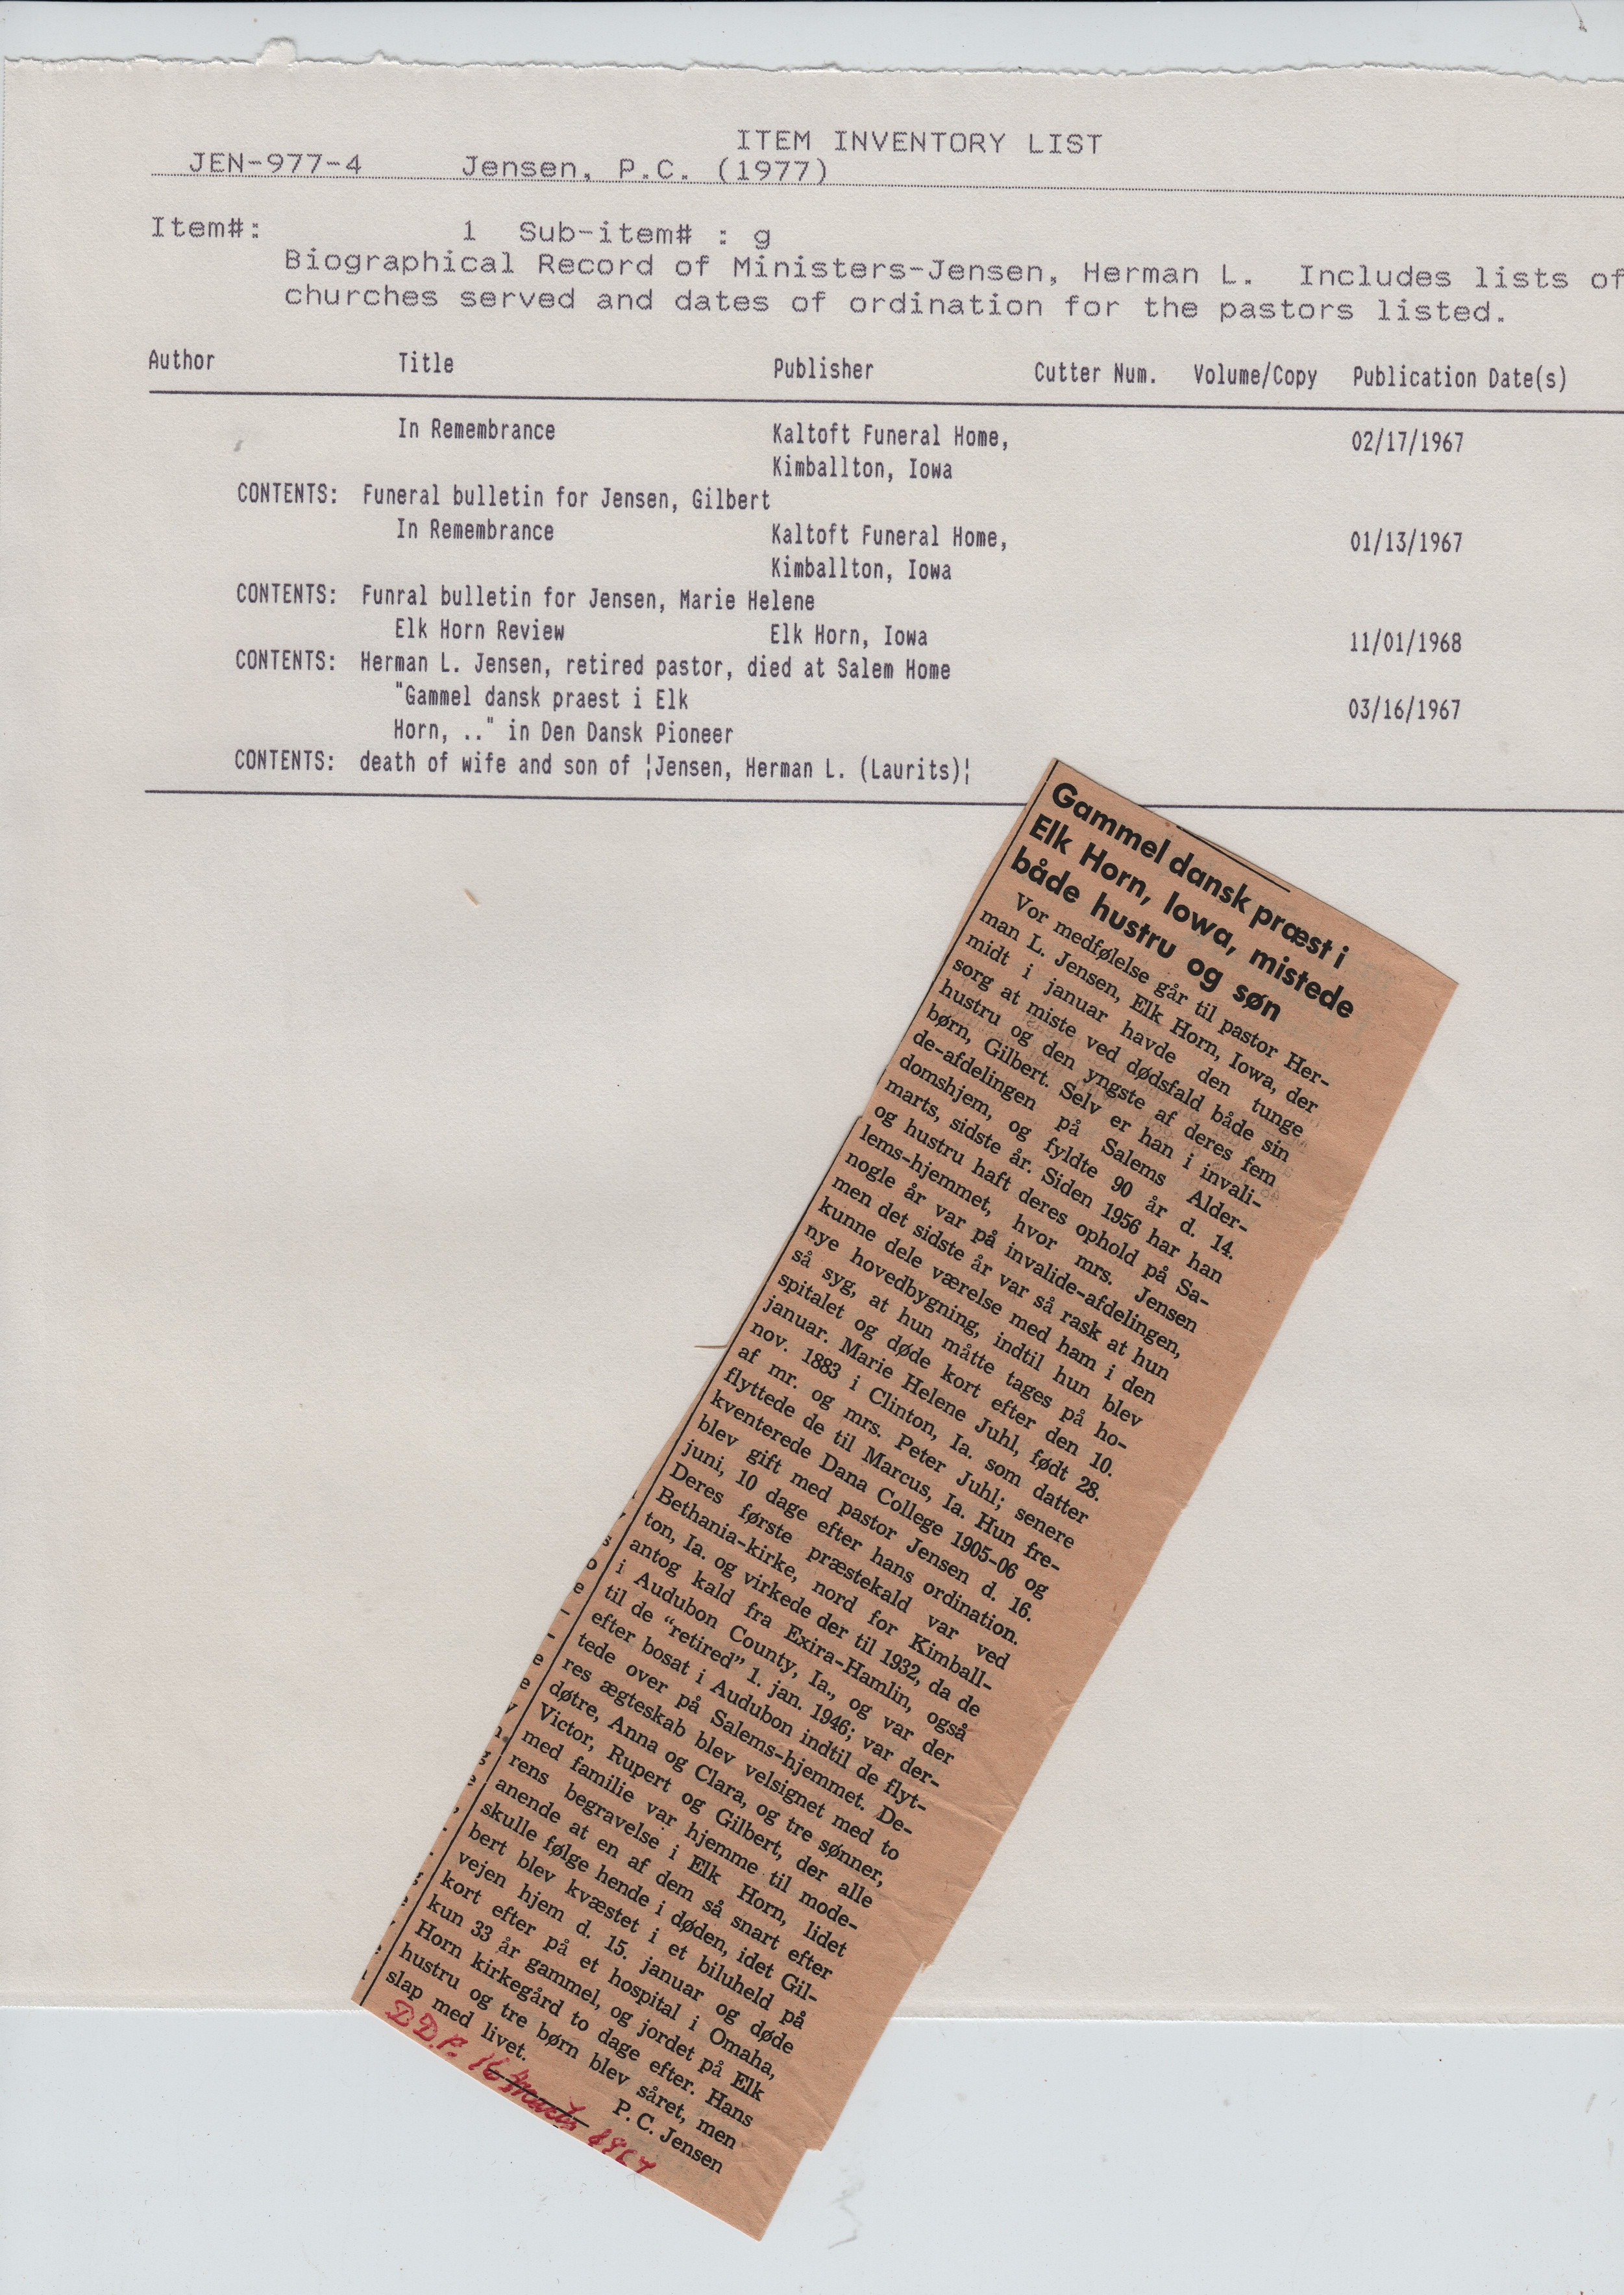 ITEM INVENTORY LIST
JEN-977-4 Jensen, P.C. (1977)
Item#: 1 Sub-item# : g
Biographical Record of Ministers-Jensen, Herman L. Includes lists of
churches served and dates of ordination for the pastors listed.
Author Title Publisher Cutter Num. Volume/Copy Publication Date(s)
In Remembrance Kaltoft Funeral Home, 02/17/1967
Kimballton, Iowa
CONTENTS: Funeral bulletin for Jensen, Gilbert
In Remembrance Kaltoft Funeral Home, 01/13/1967
Kimballton, Iowa
CONTENTS: Funral bulletin for Jensen, Marie Helene
Elk Horn Review Elk Horn, Iowa 11/01/1968
CONTENTS: Herman L. Jensen, retired pastor, died at Salem Home
"Gammel dansk praest i Elk 03/16/1967
Horn, .." in Den Dansk Pioneer
CONTENTS: death of wife and son of ¦Jensen, Herman L. (Laurits)¦
Gammel dansk præst i
Elk Horn, Iowa, mistede
både hustru og søn
Vor medfølelse går til pastor Her-
man L. Jensen, Elk Horn, Iowa, der
midt i januar havde den tunge
sorg at miste ved dødsfald både sin
hustru og den yngste af deres fem
børn, Gilbert. Selv er han i invali-
de-afdelingen på Salems Alder-
domshjem, og fyldte 90 år d. 14.
marts, sidste år. Siden 1956 har han
og hustru haft deres ophold på Sa-
lems-hjemmet, hvor mrs. Jensen
nogle år var på invalide-afdelingen,
men det sidste år var så rask at hun
kunne dele værelse med ham i den
nye hovedbygning, indtil hun blev
så syg, at hun måtte tages på ho-
spitalet og døde kort efter den 10.
januar. Marie Helene Juhl, født 28.
nov. 1883 i Clinton, Ia. som datter
af mr. og mrs. Peter Juhl; senere
flyttede de til Marcus, Ia. Hun fre-
kventerede Dana College 1905-06 og
blev gift med pastor Jensen d. 16.
juni, 10 dage efter hans ordination.
Deres første præstekald var ved
Bethania-kirke, nord for Kimball-
ton, Ia. og virkede der til 1932, da de
antog kald fra Exira-Hamlin, også
i Audubon County, Ia., og var der
til de "retired" 1. jan. 1946; var der-
efter bosat i Audubon indtil de flyt-
tede over på Salems-hjemmet. De-
res ægteskab blev velsignet med to
døtre, Anna og Clara, og tre sønner,
Victor, Rupert og Gilbert, der alle
med familie var hjemme til mode-
rens begravelse i Elk Horn, lidet
anende at en af dem så snart efter
skulle følge hende i døden, idet Gil-
bert blev kvæstet i et biluheld på
vejen hjem d. 15. januar og døde
kort efter på et hospital i Omaha,
kun 33 år gammel, og jordet på Elk
Horn kirkegård to dage efter. Hans
hustru og tre børn blev såret, men
slap med livet.
P. C. Jensen
D.D.P. 16 Marts 1967